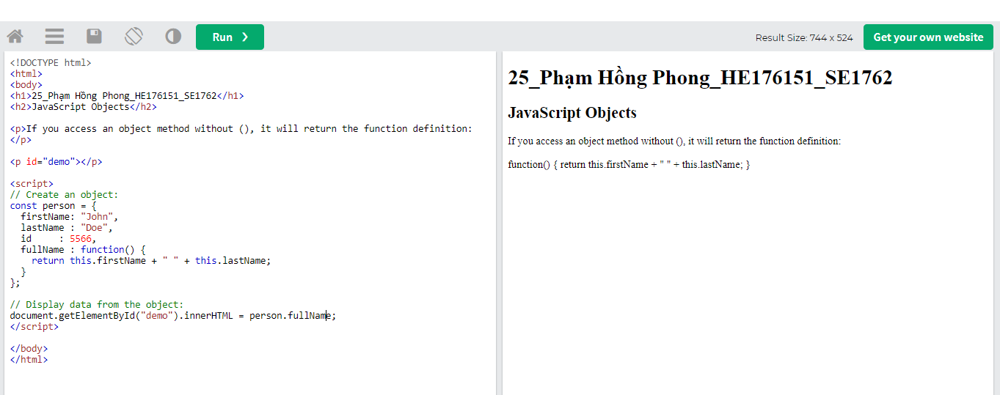 Run ❯
Result Size: 744 x 524
Get your own website
<!DOCTYPE html>
<html>
<body>
<h1>25_Phạm Hồng Phong_HE176151_SE1762</h1>
<h2>JavaScript Objects</h2>

<p>If you access an object method without (), it will return the function definition:
</p>

<p id="demo"></p>

<script>
// Create an object:
const person = {
  firstName: "John",
  lastName : "Doe",
  id     : 5566,
  fullName : function() {
    return this.firstName + " " + this.lastName;
  }
};

// Display data from the object:
document.getElementById("demo").innerHTML = person.fullName;
</script>

</body>
</html>
25_Phạm Hồng Phong_HE176151_SE1762
JavaScript Objects
If you access an object method without (), it will return the function definition:
function() { return this.firstName + " " + this.lastName; }